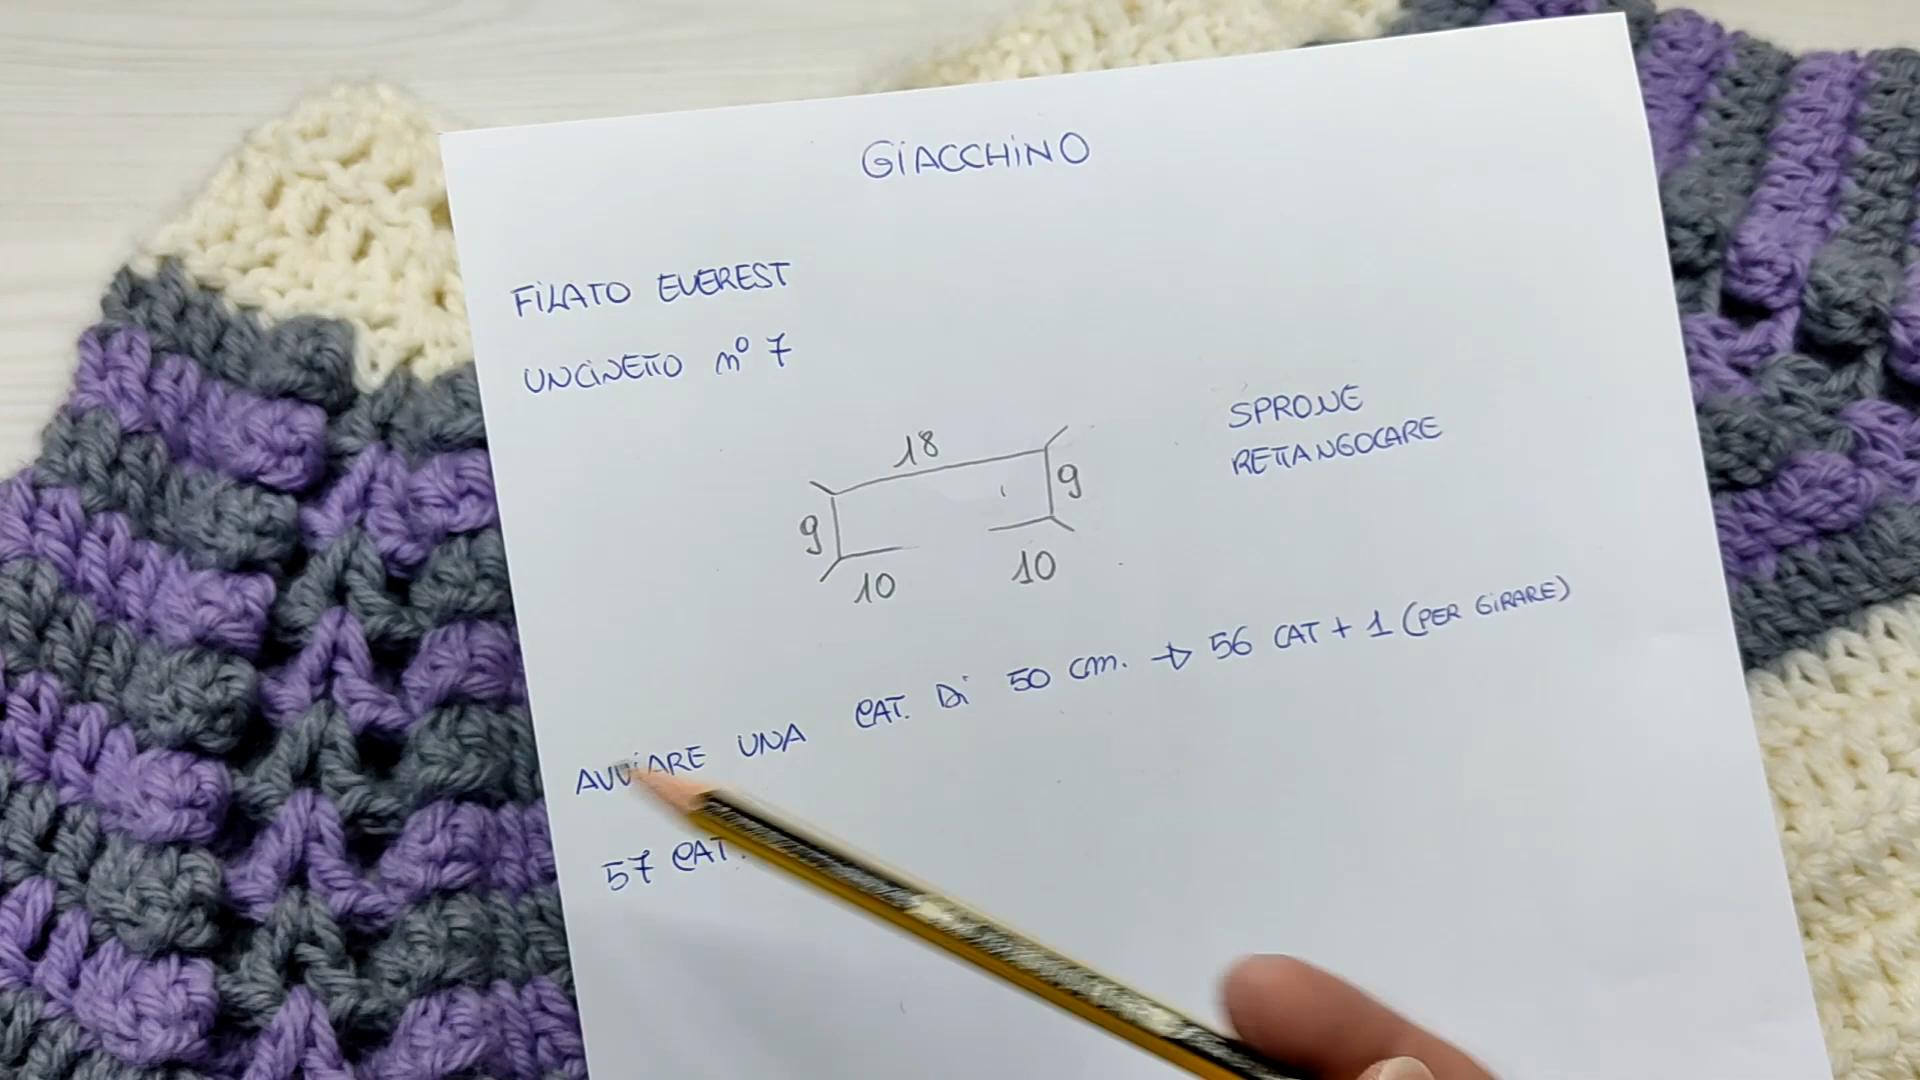 GIACCHINO
FILATO EVEREST
UNCINETTO nº 7
SPRONE
RETTANGOLARE
18
9
9
10
10
AVVIARE UNA CAT. Di 50 cm. → 56 CAT + 1 (PER GIRARE)
57 CAT.